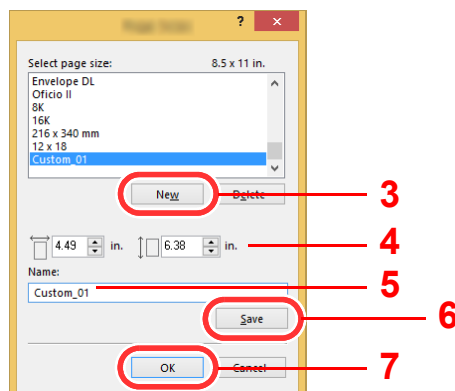 ?
Select page size: 8.5 x 11 in.
Envelope DL
Oficio II
8K
16K
216 x 340 mm
12 x 18
Custom_01
New Delete 3
4.49 in. 6.38 in. 4
Name: 5
Custom_01
Save 6
OK Cancel 7